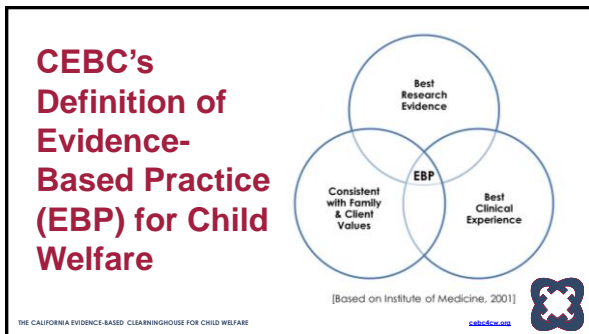 CEBC’s
Definition of
Evidence-
Based Practice
(EBP) for Child
Welfare
Best
Research
Evidence
EBP
Consistent
with Family
& Client
Values
Best
Clinical
Experience
[Based on Institute of Medicine, 2001]
THE CALIFORNIA EVIDENCE-BASED CLEARINGHOUSE FOR CHILD WELFARE
cebc4cw.org